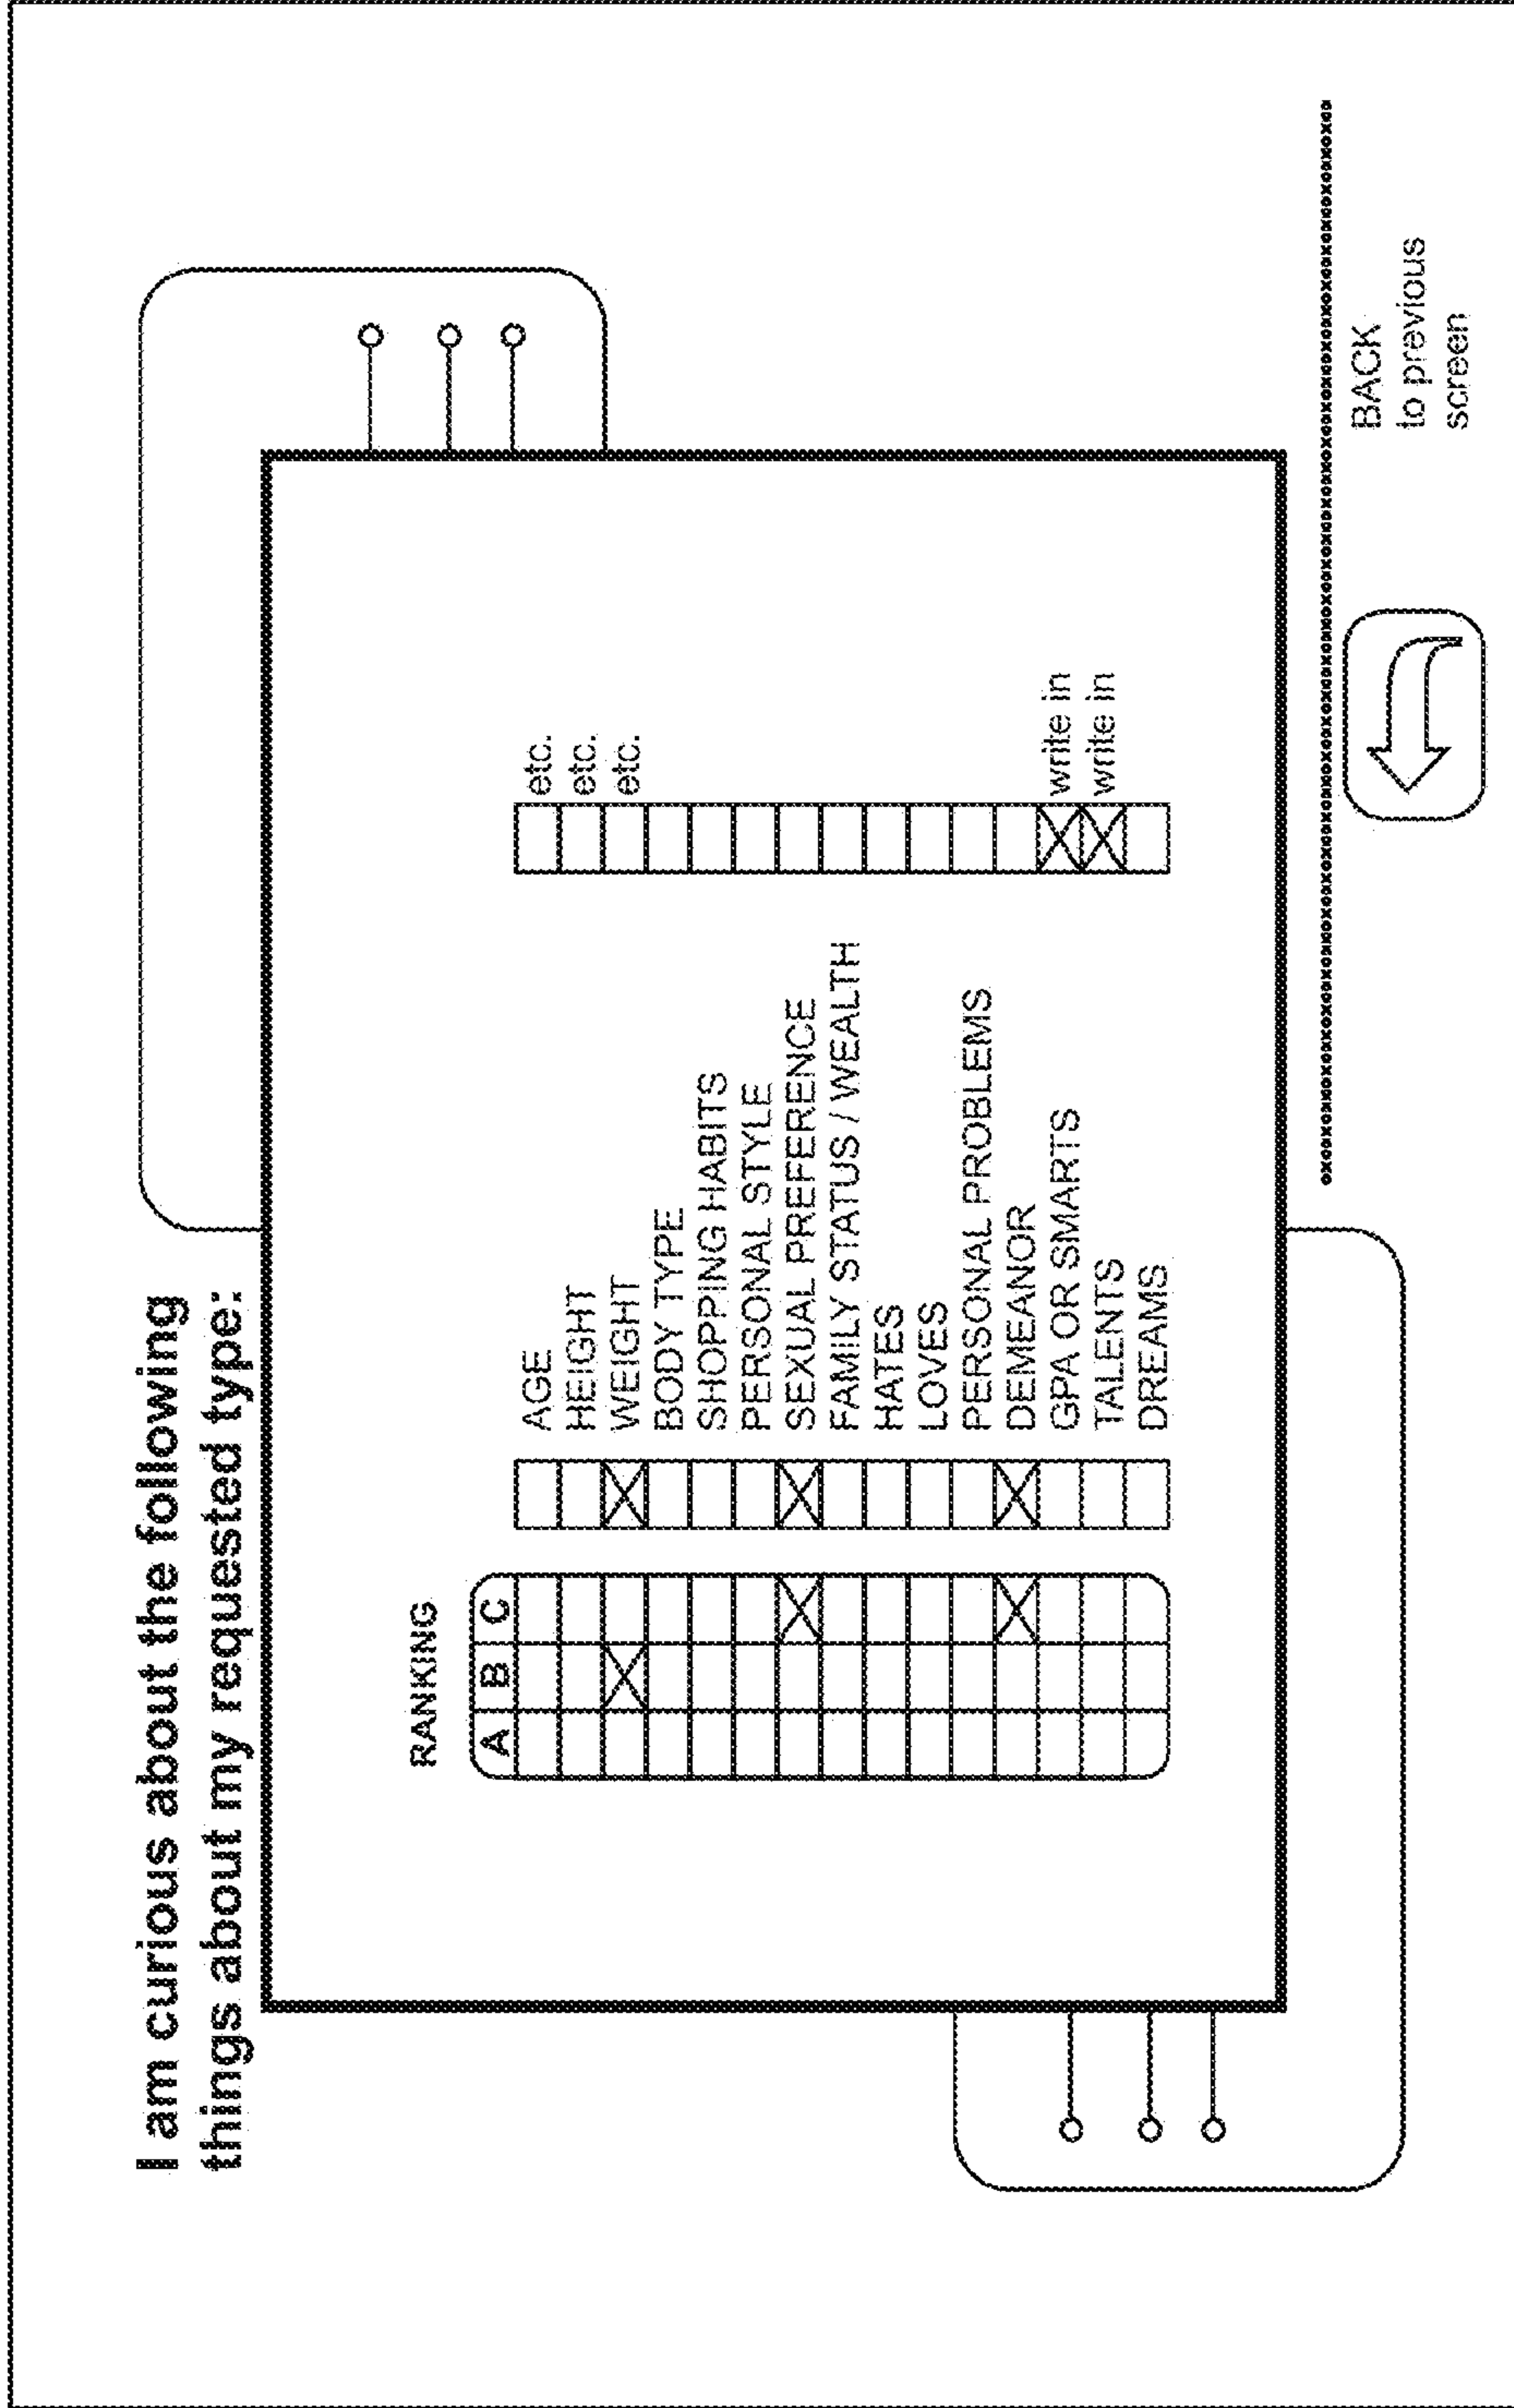 I am curious about the following
things about my requested type:
RANKING
A B C
AGE etc.
HEIGHT etc.
WEIGHT etc.
BODY TYPE
SHOPPING HABITS
PERSONAL STYLE
SEXUAL PREFERENCE
FAMILY STATUS / WEALTH
HATES
LOVES
PERSONAL PROBLEMS
DEMEANOR
GPA OR SMARTS write in
TALENTS write in
DREAMS
oxoxoxoxoxoxoxoxoxoxoxoxoxoxoxoxoxoxoxoxoxoxoxoxoxoxoxoxoxoxoxoxoxoxoxoxoxoxoxoxoxoxoxoxoxoxoxox
BACK
to previous
screen